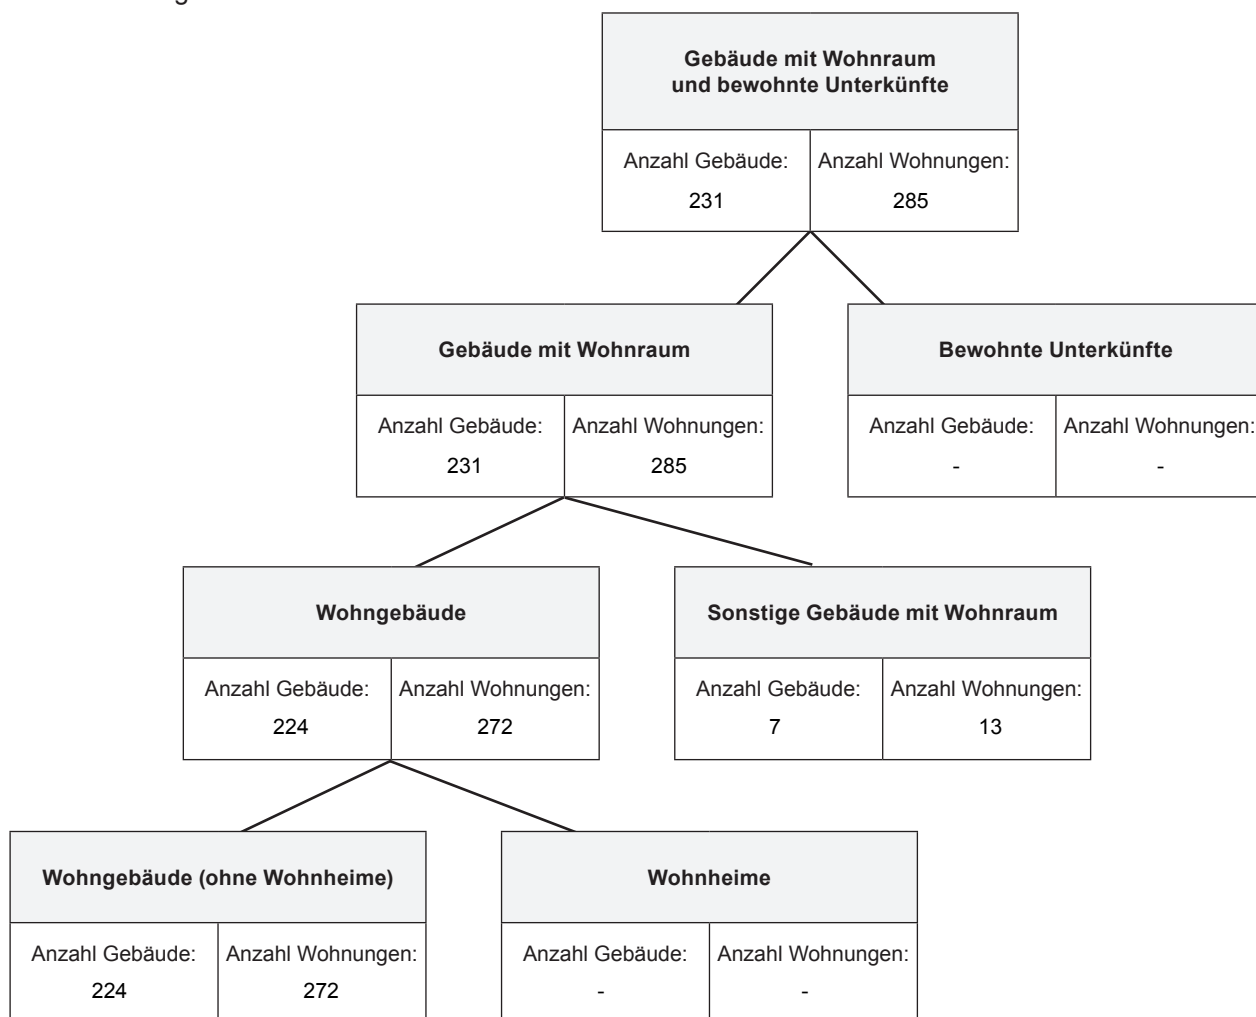 Gebäude mit Wohnraum
und bewohnte Unterkünfte
Anzahl Gebäude: Anzahl Wohnungen:
231 285
Gebäude mit Wohnraum Bewohnte Unterkünfte
Anzahl Gebäude: Anzahl Wohnungen: Anzahl Gebäude: Anzahl Wohnungen:
231 285 - -
Wohngebäude Sonstige Gebäude mit Wohnraum
Anzahl Gebäude: Anzahl Wohnungen: Anzahl Gebäude: Anzahl Wohnungen:
224 272 7 13
Wohngebäude (ohne Wohnheime) Wohnheime
Anzahl Gebäude: Anzahl Wohnungen: Anzahl Gebäude: Anzahl Wohnungen:
224 272 - -